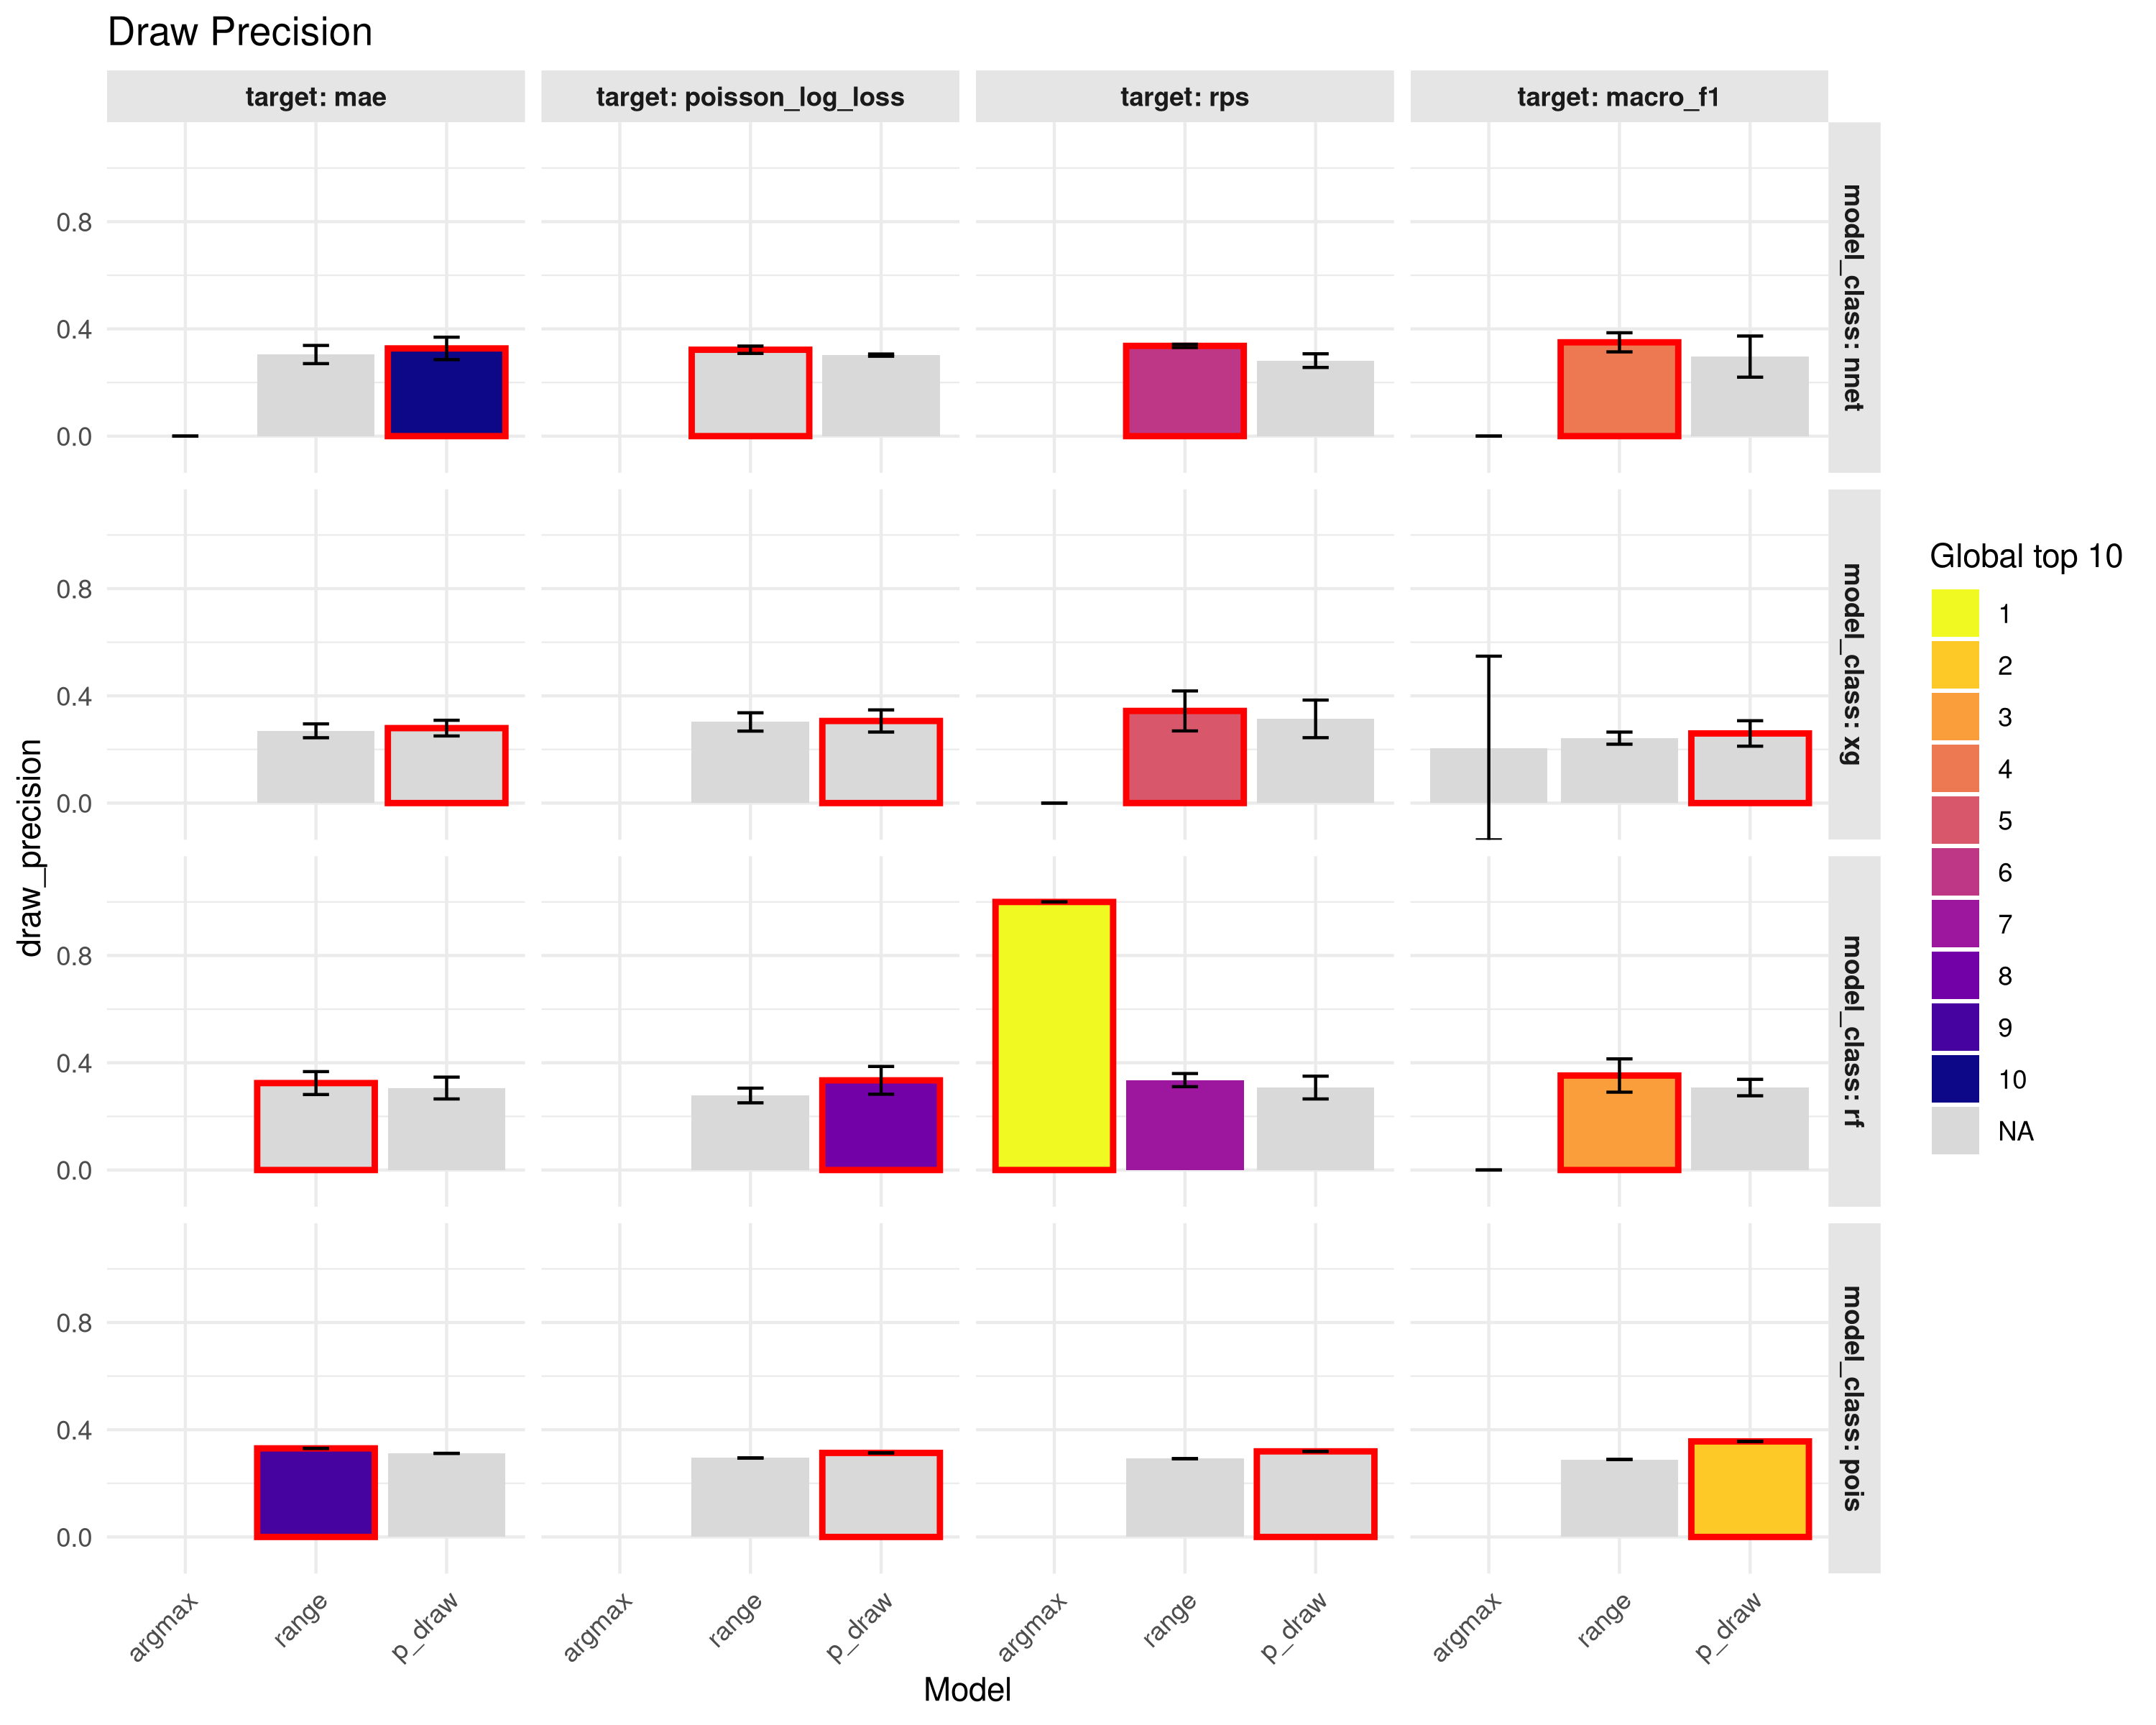 Draw Precision
target: mae
target: poisson_log_loss
target: rps
target: macro_f1
draw_precision
0.8
0.4
0.0
model_class: nnet
0.8
0.4
0.0
model_class: xg
0.8
0.4
0.0
model_class: rf
0.8
0.4
0.0
model_class: pois
argmax
range
p_draw
argmax
range
p_draw
argmax
range
p_draw
argmax
range
p_draw
Model
Global top 10
1
2
3
4
5
6
7
8
9
10
NA